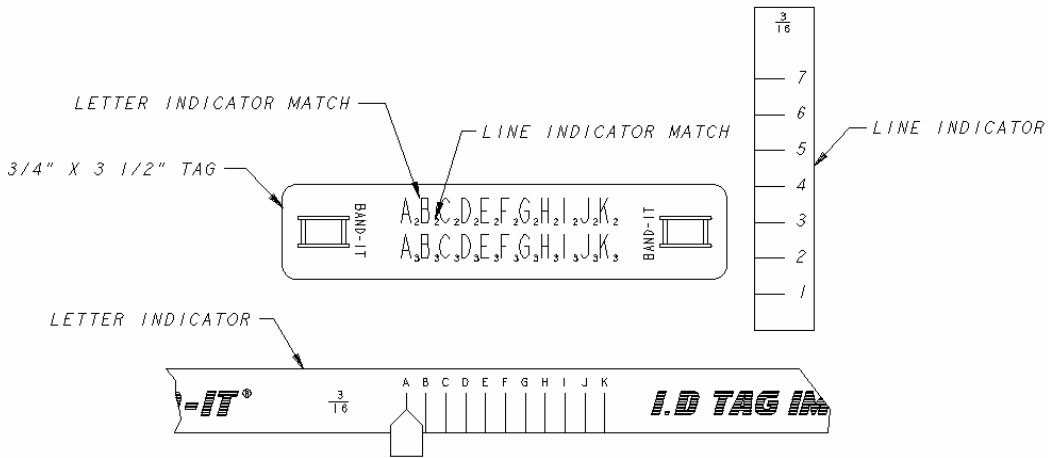 3/16
7
6
5
4
3
2
1
LINE INDICATOR
LETTER INDICATOR MATCH
LINE INDICATOR MATCH
3/4" X 3 1/2" TAG
BAND-IT
A₂B₂C₂D₂E₂F₂G₂H₂I₂J₂K₂
A₃B₃C₃D₃E₃F₃G₃H₃I₃J₃K₃
BAND-IT
LETTER INDICATOR
-IT®
3/16
A B C D E F G H I J K
I.D TAG IM